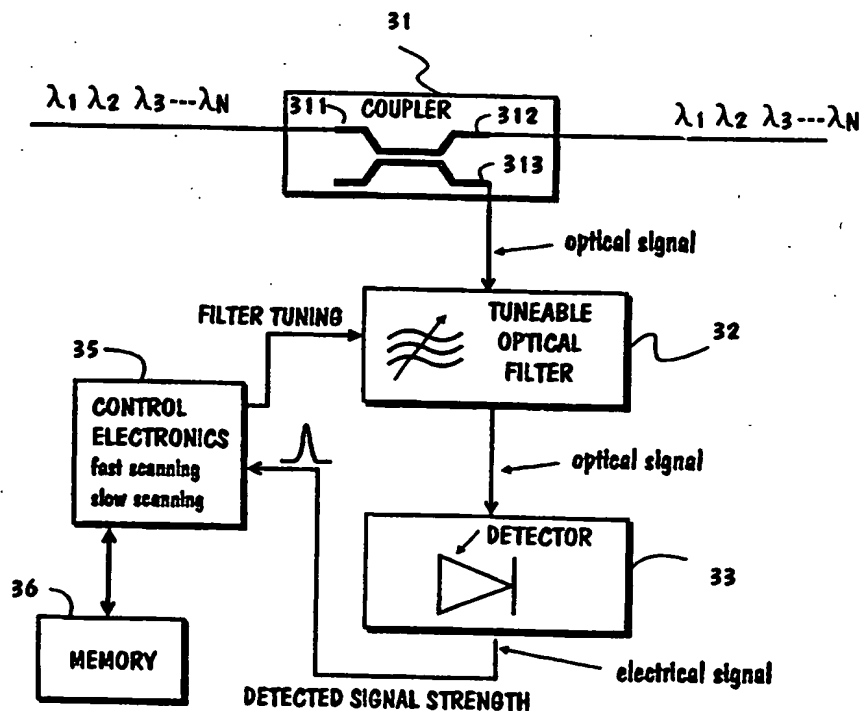 31
λ1 λ2 λ3---λN
311
COUPLER
312
λ1 λ2 λ3---λN
313
optical signal
FILTER TUNING
TUNEABLE
OPTICAL
FILTER
32
35
CONTROL
ELECTRONICS
fast scanning
slow scanning
optical signal
DETECTOR
33
36
MEMORY
electrical signal
DETECTED SIGNAL STRENGTH